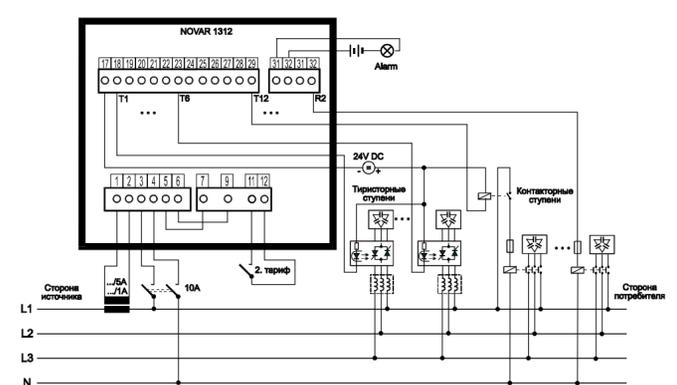 NOVAR 1312
17 18 19 20 21 22 23 24 25 26 27 28 29
31 32 31 32
Alarm
T1 T6 T12 R2
24V DC
- +
Тиристорные
ступени
Контакторные
ступени
1 2 3 4 5 6 7 9 11 12
2. тариф
Сторона
источника
.../5A
.../1A
10A
Сторона
потребителя
L1
L2
L3
N